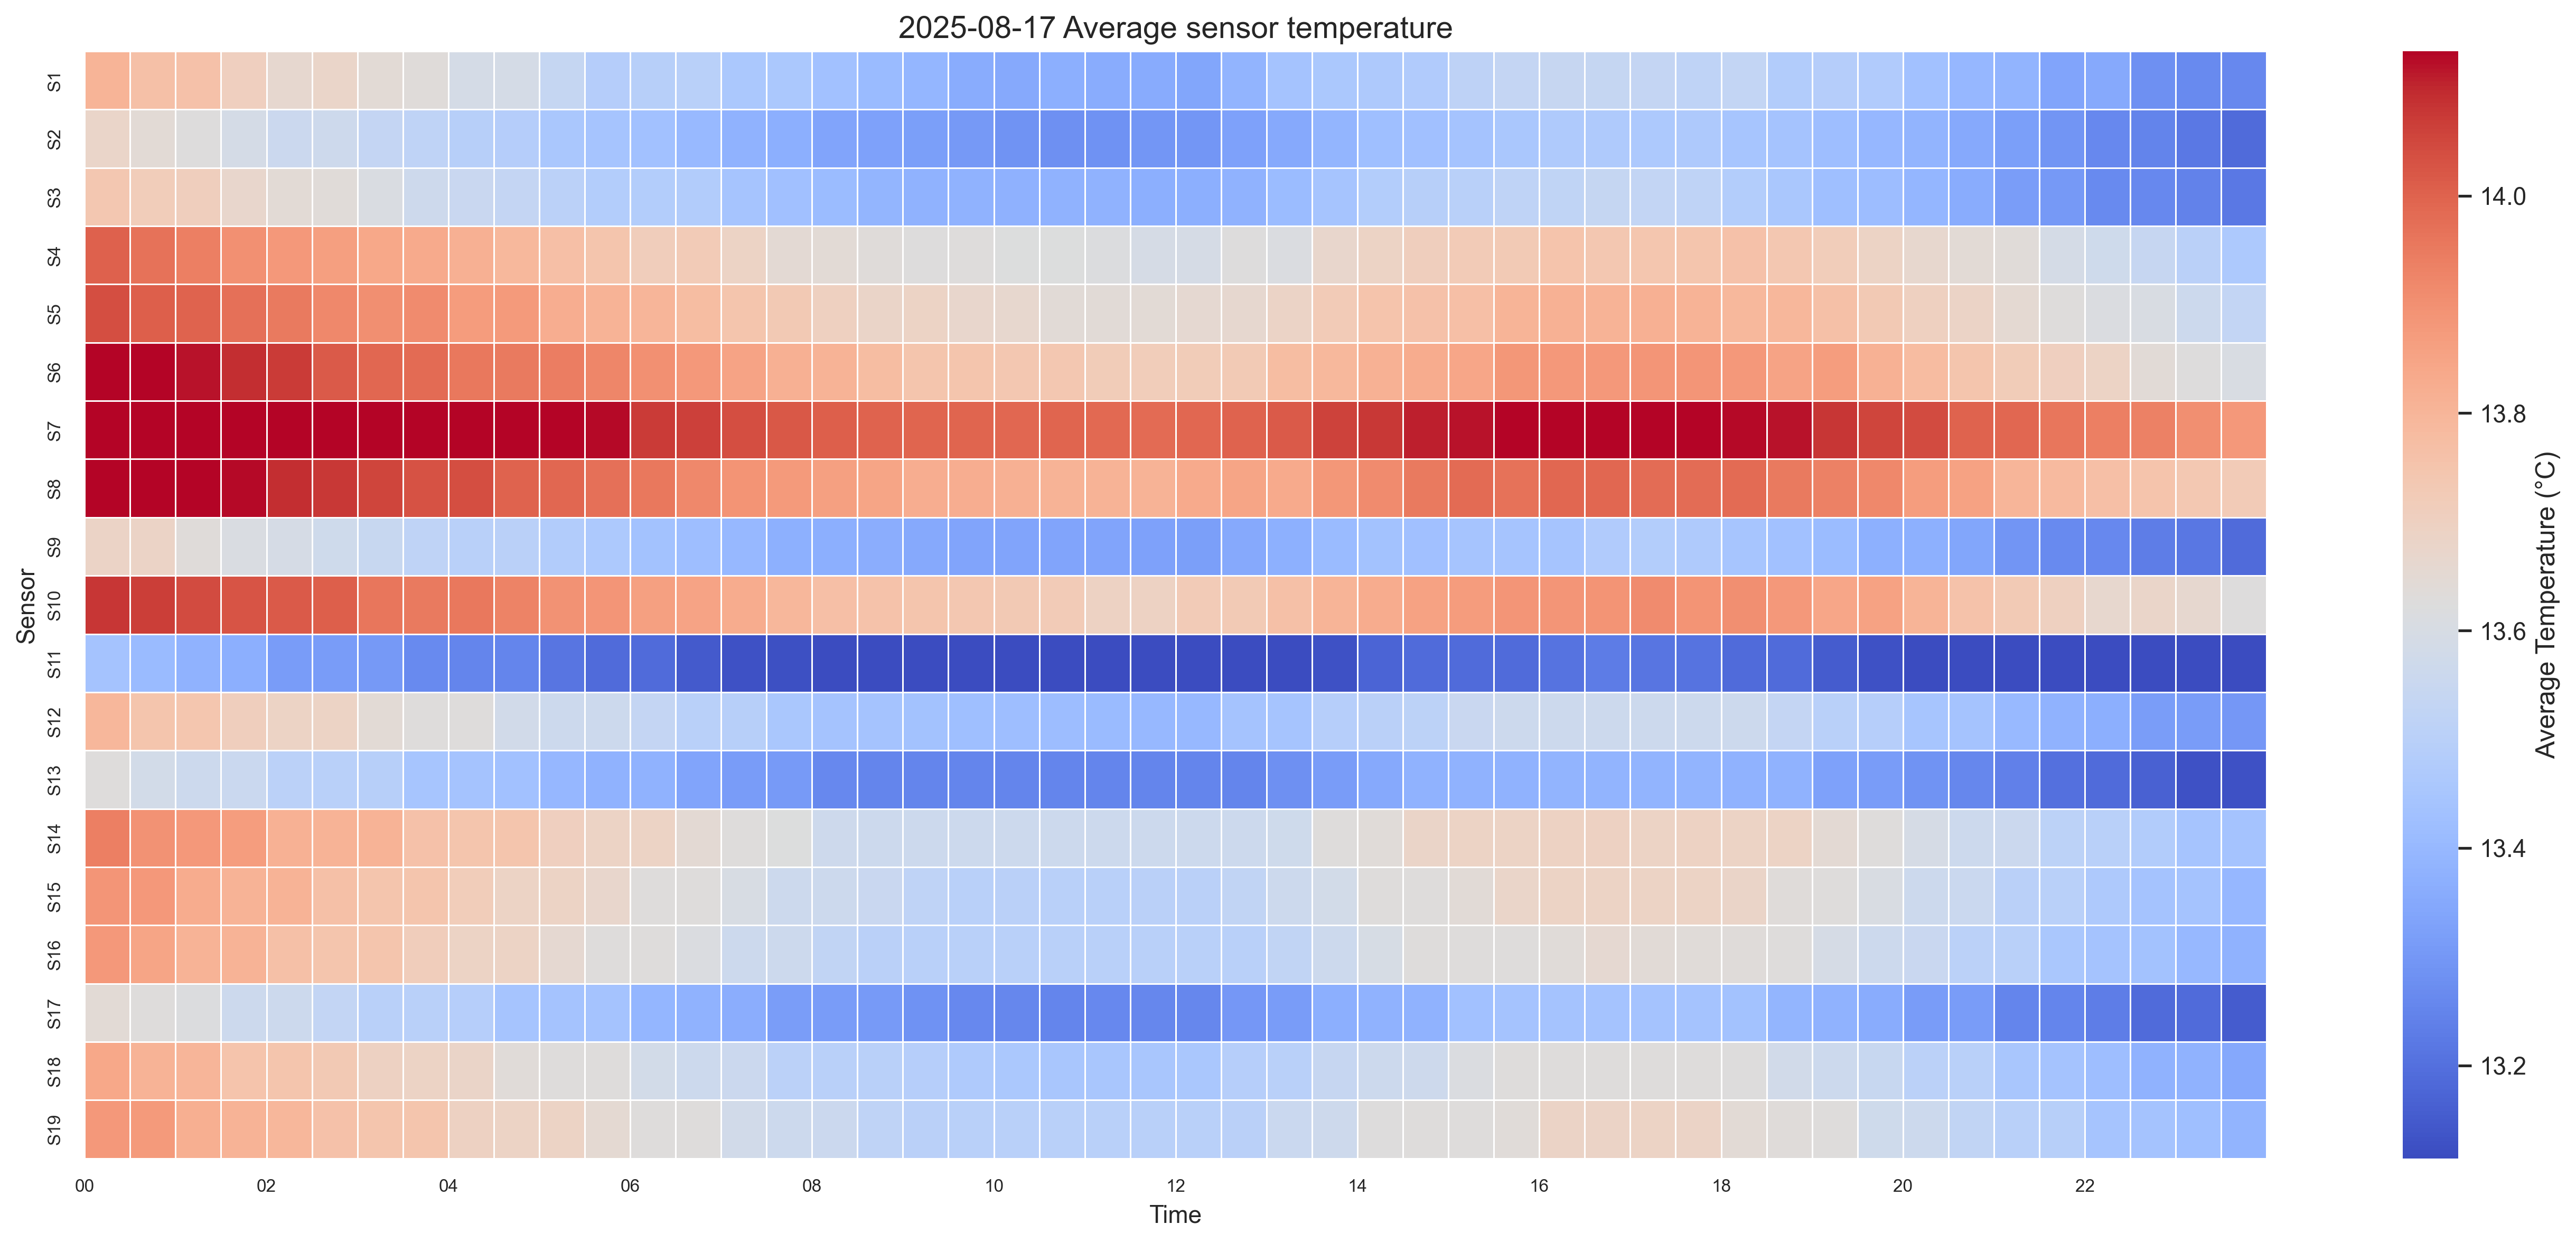 2025-08-17 Average sensor temperature
Sensor
S1
S2
S3
S4
S5
S6
S7
S8
S9
S10
S11
S12
S13
S14
S15
S16
S17
S18
S19
00 02 04 06 08 10 12 14 16 18 20 22
Time
14.0
13.8
13.6
13.4
13.2
Average Temperature (°C)